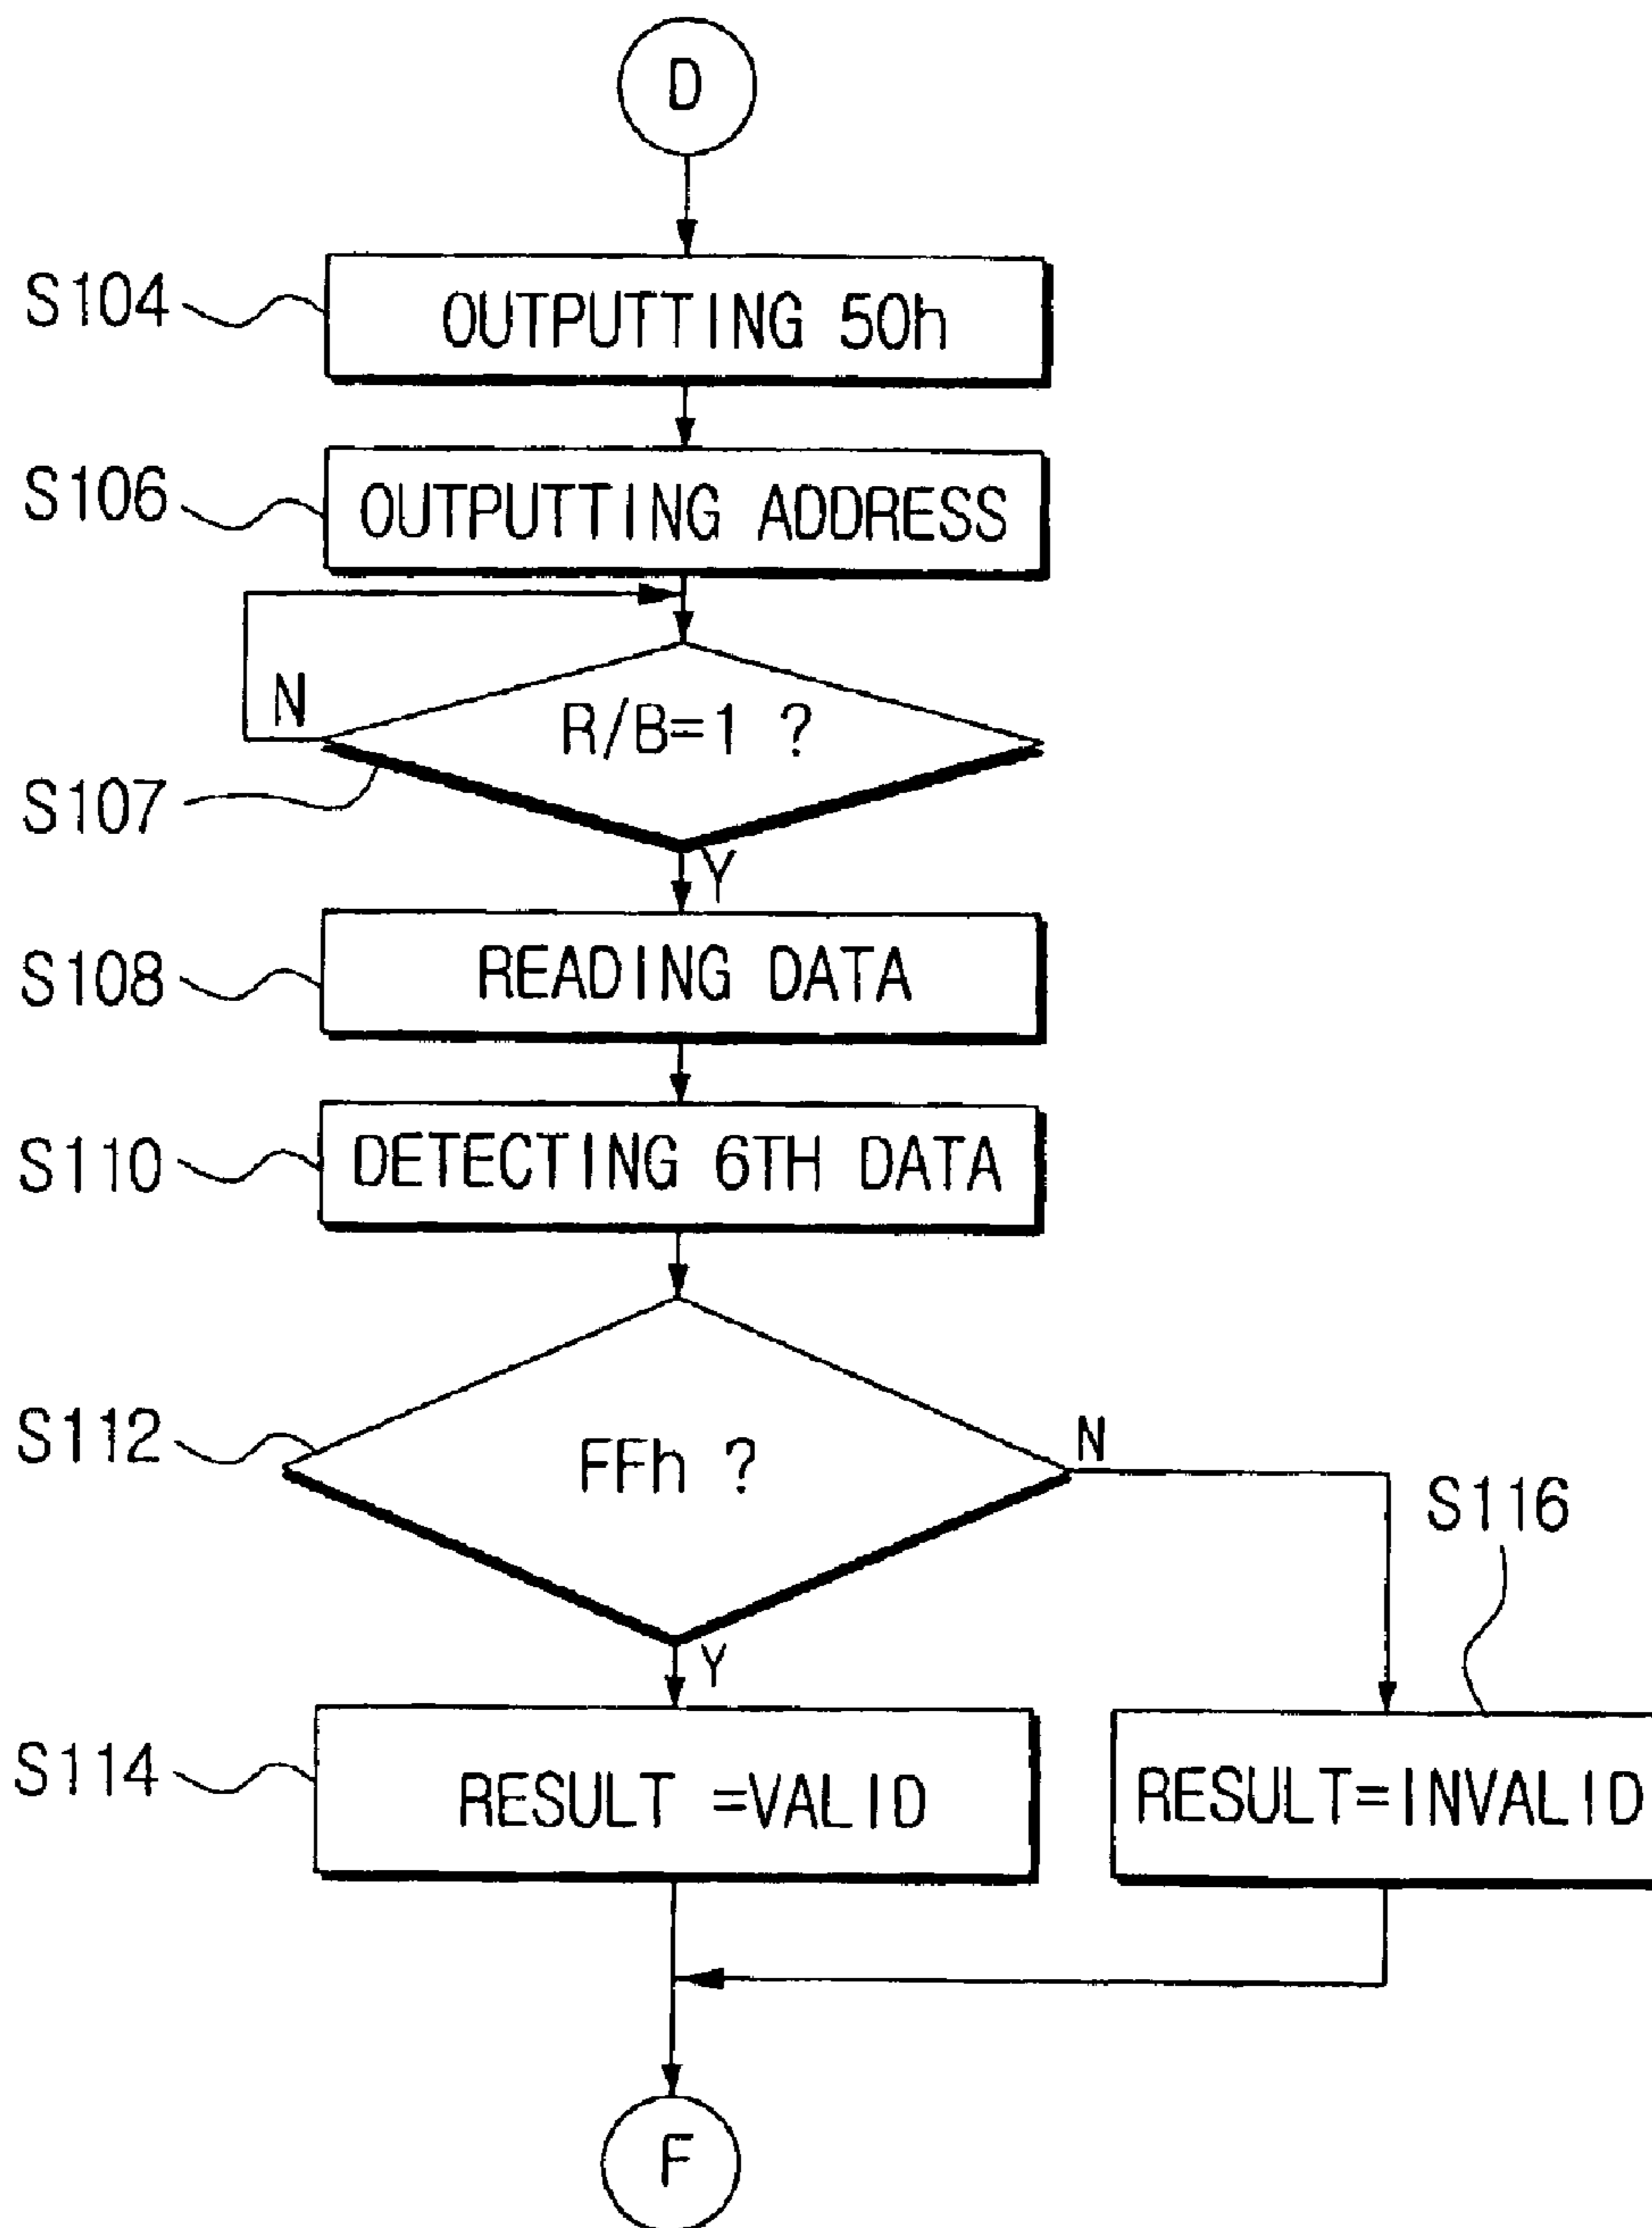 D
S104
OUTPUTTING 50h
S106
OUTPUTTING ADDRESS
N
R/B=1 ?
S107
Y
S108
READING DATA
S110
DETECTING 6TH DATA
S112
FFh ?
N
S116
Y
S114
RESULT =VALID
RESULT=INVALID
F